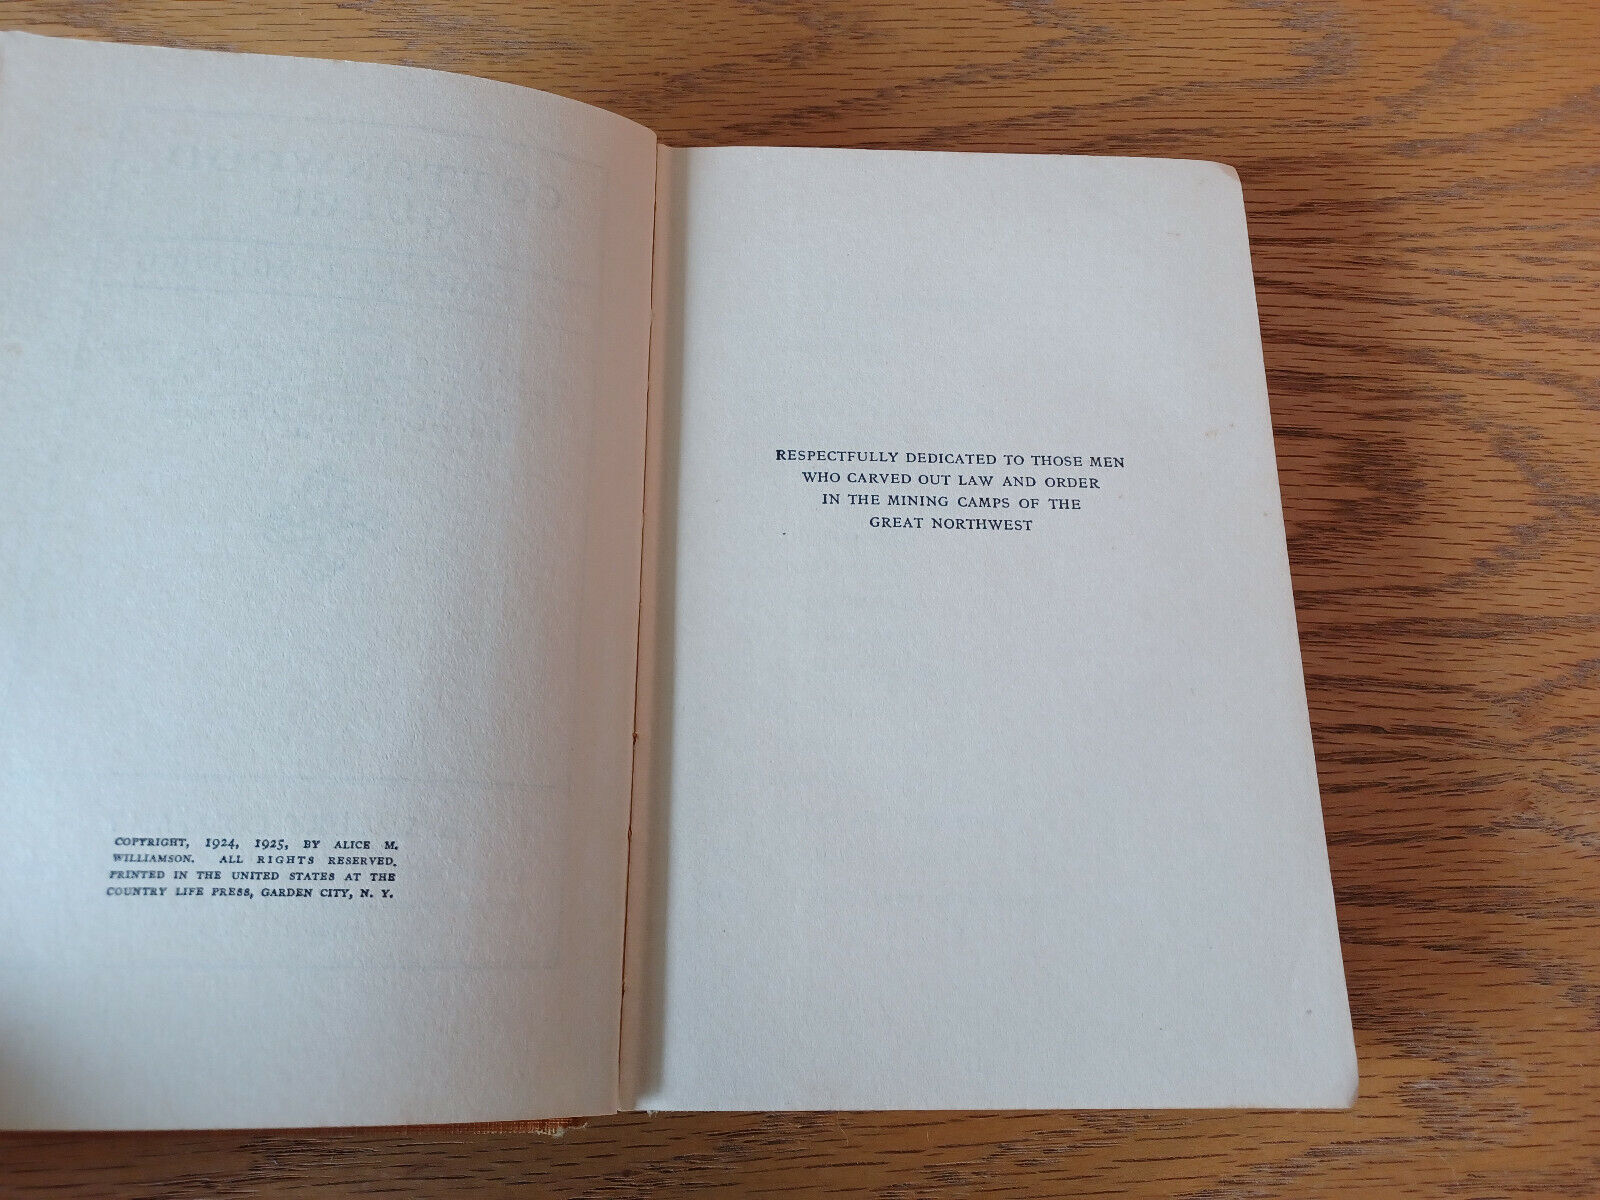 COPYRIGHT, 1924, 1925, BY ALICE M.
WILLIAMSON. ALL RIGHTS RESERVED.
PRINTED IN THE UNITED STATES AT THE
COUNTRY LIFE PRESS, GARDEN CITY, N. Y.
RESPECTFULLY DEDICATED TO THOSE MEN
WHO CARVED OUT LAW AND ORDER
IN THE MINING CAMPS OF THE
GREAT NORTHWEST